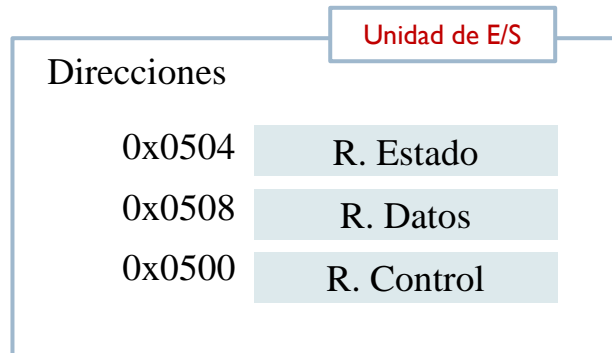 Unidad de E/S
Direcciones
0x0504 R. Estado
0x0508 R. Datos
0x0500 R. Control